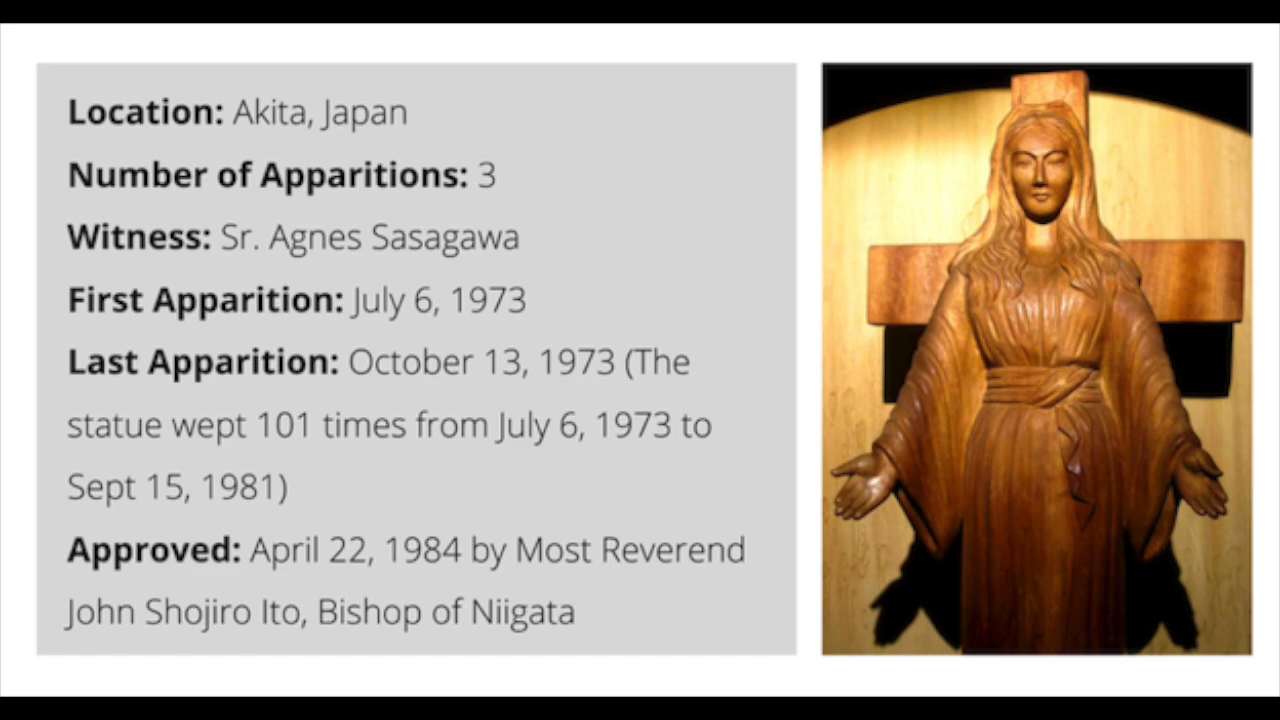 Location: Akita, Japan
Number of Apparitions: 3
Witness: Sr. Agnes Sasagawa
First Apparition: July 6, 1973
Last Apparition: October 13, 1973 (The
statue wept 101 times from July 6, 1973 to
Sept 15, 1981)
Approved: April 22, 1984 by Most Reverend
John Shojiro Ito, Bishop of Niigata